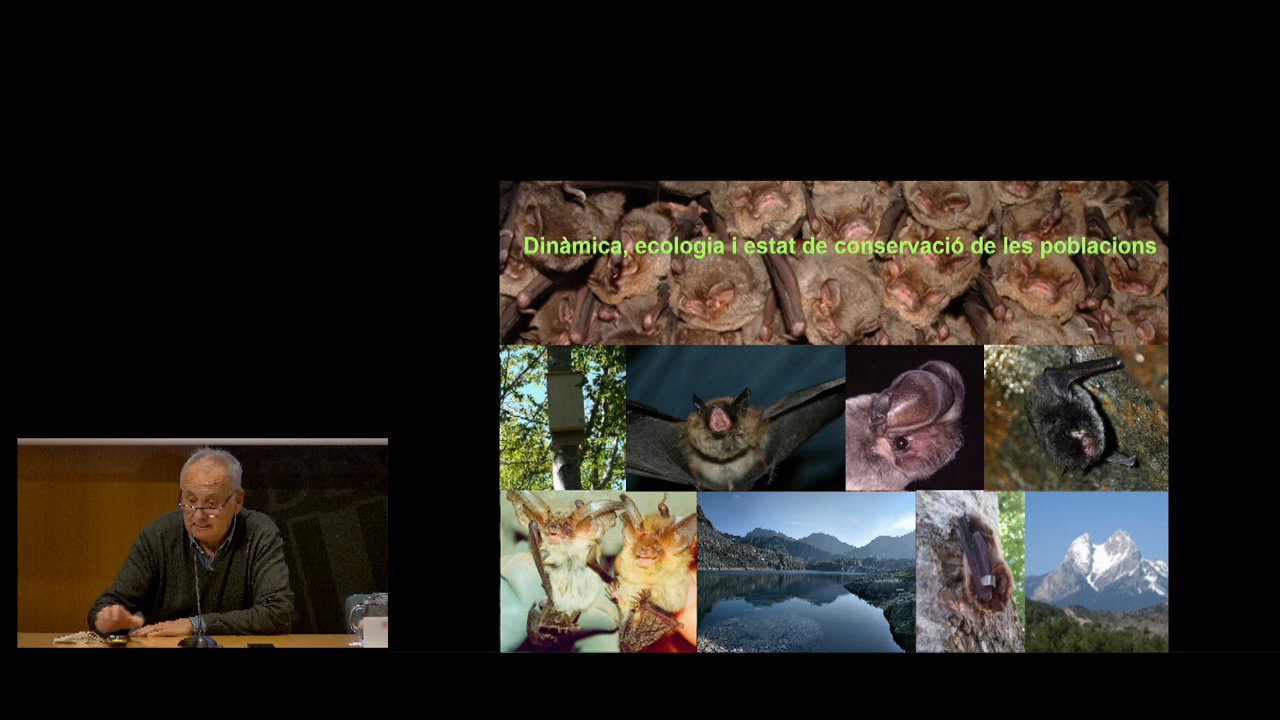 Dinàmica, ecologia i estat de conservació de les poblacions